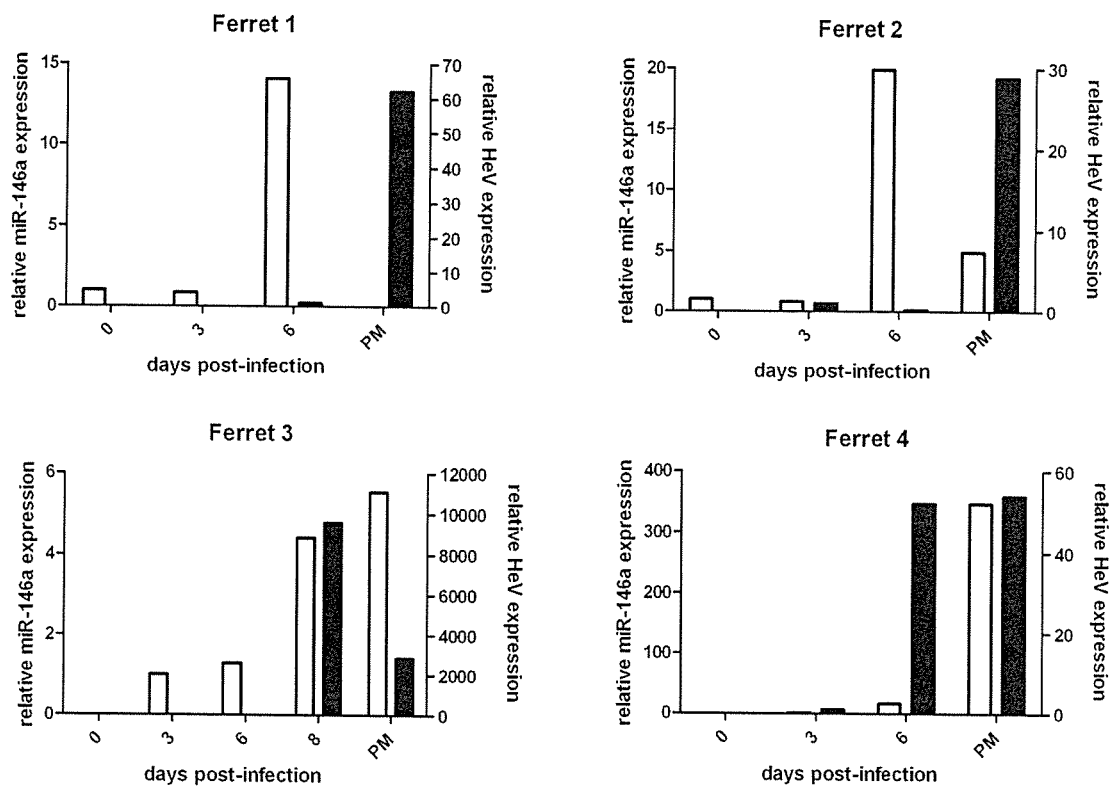 Ferret 1
relative miR-146a expression
15
10
5
0
70
60
50
40
30
20
10
0
relative HeV expression
0
3
6
PM
days post-infection
Ferret 2
relative miR-146a expression
20
15
10
5
0
30
20
10
0
relative HeV expression
0
3
6
PM
days post-infection
Ferret 3
relative miR-146a expression
6
4
2
0
12000
10000
8000
6000
4000
2000
0
relative HeV expression
0
3
6
8
PM
days post-infection
Ferret 4
relative miR-146a expression
400
300
200
100
0
60
40
20
0
relative HeV expression
0
3
6
PM
days post-infection